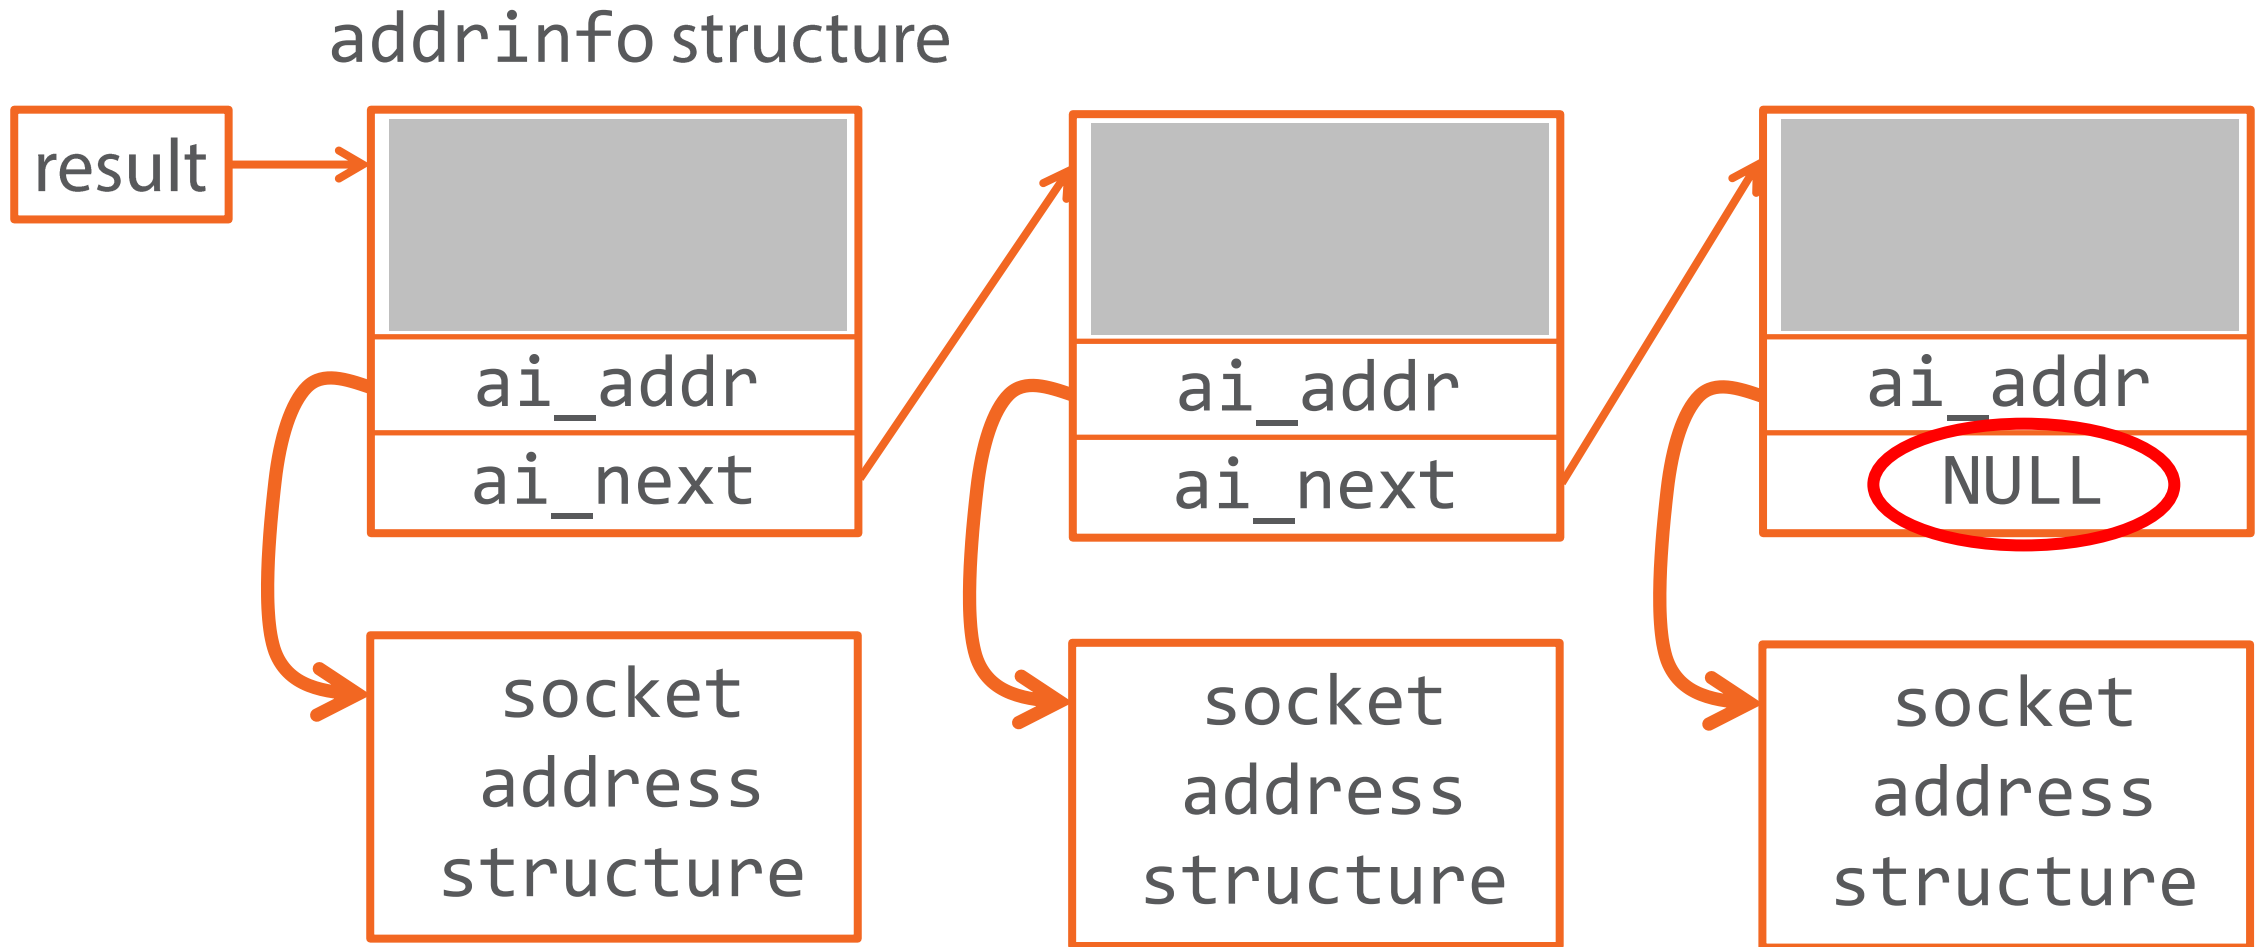 addrinfo structure
result
ai_addr
ai_next
ai_addr
ai_next
ai_addr
NULL
socket
address
structure
socket
address
structure
socket
address
structure